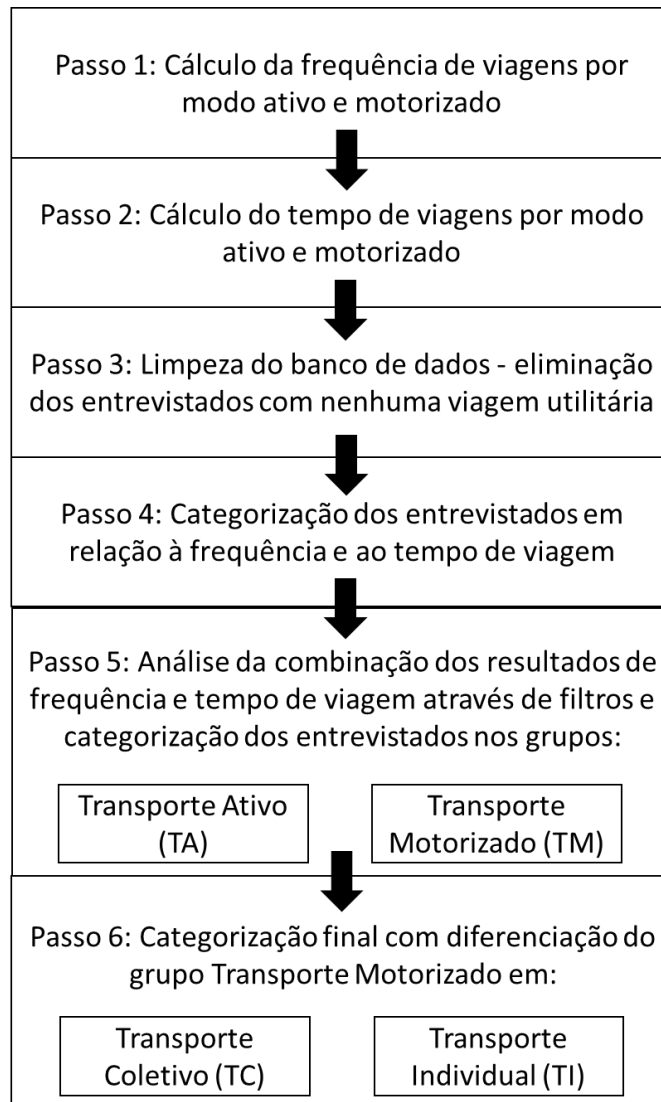 Passo 1: Cálculo da frequência de viagens por
modo ativo e motorizado
Passo 2: Cálculo do tempo de viagens por modo
ativo e motorizado
Passo 3: Limpeza do banco de dados - eliminação
dos entrevistados com nenhuma viagem utilitária
Passo 4: Categorização dos entrevistados em
relação à frequência e ao tempo de viagem
Passo 5: Análise da combinação dos resultados de
frequência e tempo de viagem através de filtros e
categorização dos entrevistados nos grupos:
Transporte Ativo
(TA)
Transporte
Motorizado (TM)
Passo 6: Categorização final com diferenciação do
grupo Transporte Motorizado em:
Transporte
Coletivo (TC)
Transporte
Individual (TI)